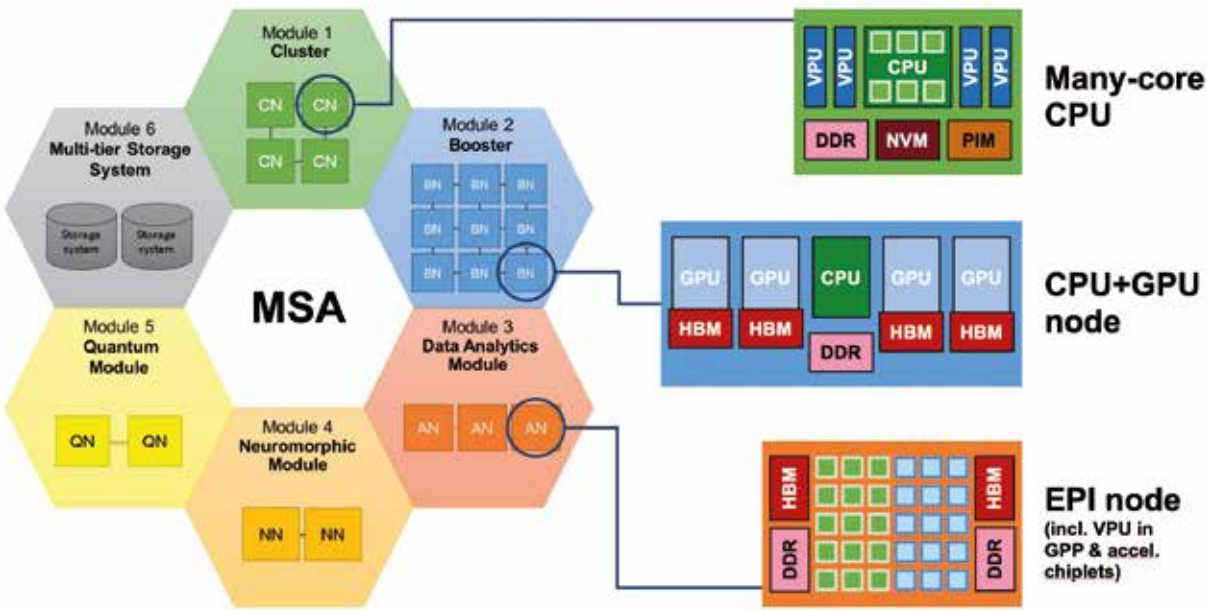 Module 1
Cluster
CN CN
CN CN
Module 2
Booster
BN BN BN
BN BN BN
BN BN BN
Module 3
Data Analytics
Module
AN AN AN
Module 4
Neuromorphic
Module
NN NN
Module 5
Quantum
Module
QN QN
Module 6
Multi-tier Storage
System
Storage
system
Storage
system
MSA
VPU VPU CPU VPU VPU
DDR NVM PIM
Many-core
CPU
GPU GPU CPU GPU GPU
HBM HBM HBM HBM
DDR
CPU+GPU
node
HBM HBM
DDR DDR
EPI node
(incl. VPU in
GPP & accel.
chiplets)